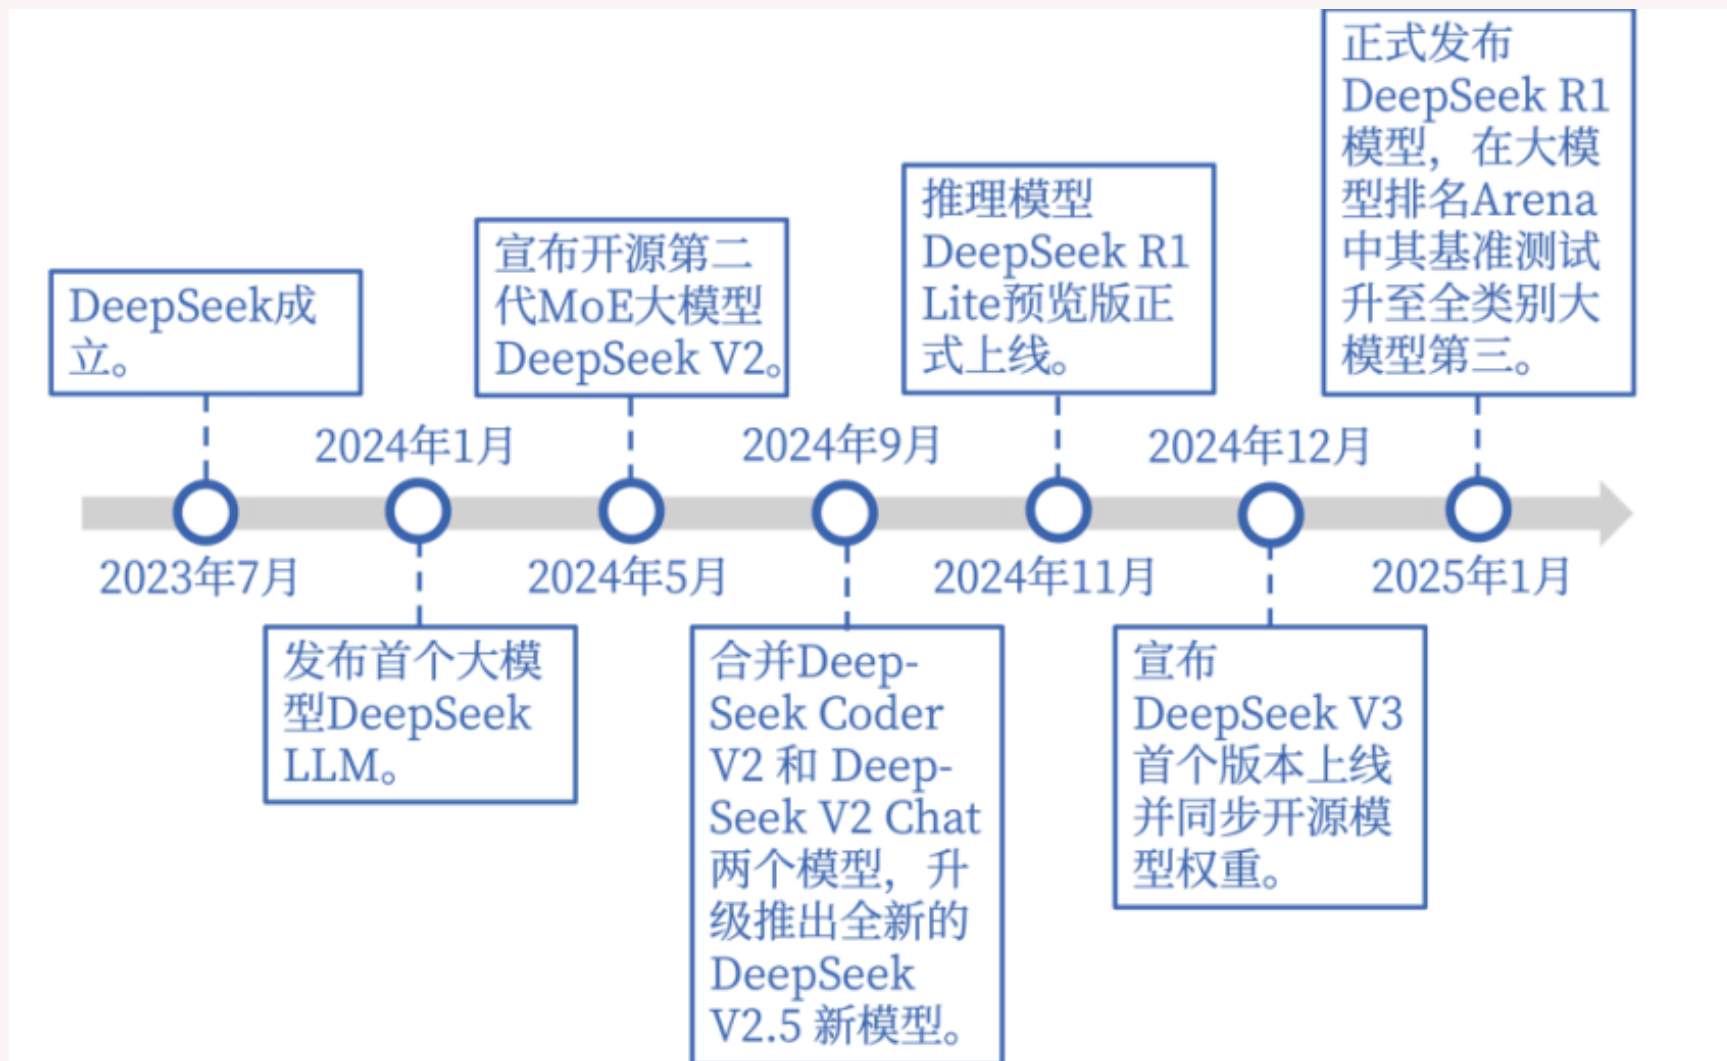 DeepSeek成
立。
2023年7月
2024年1月
发布首个大模
型DeepSeek
LLM。
宣布开源第二
代MoE大模型
DeepSeek V2。
2024年5月
2024年9月
合并Deep-
Seek Coder
V2 和 Deep-
Seek V2 Chat
两个模型，升
级推出全新的
DeepSeek
V2.5 新模型。
推理模型
DeepSeek R1
Lite预览版正
式上线。
2024年11月
2024年12月
宣布
DeepSeek V3
首个版本上线
并同步开源模
型权重。
正式发布
DeepSeek R1
模型，在大模
型排名Arena
中其基准测试
升至全类别大
模型第三。
2025年1月